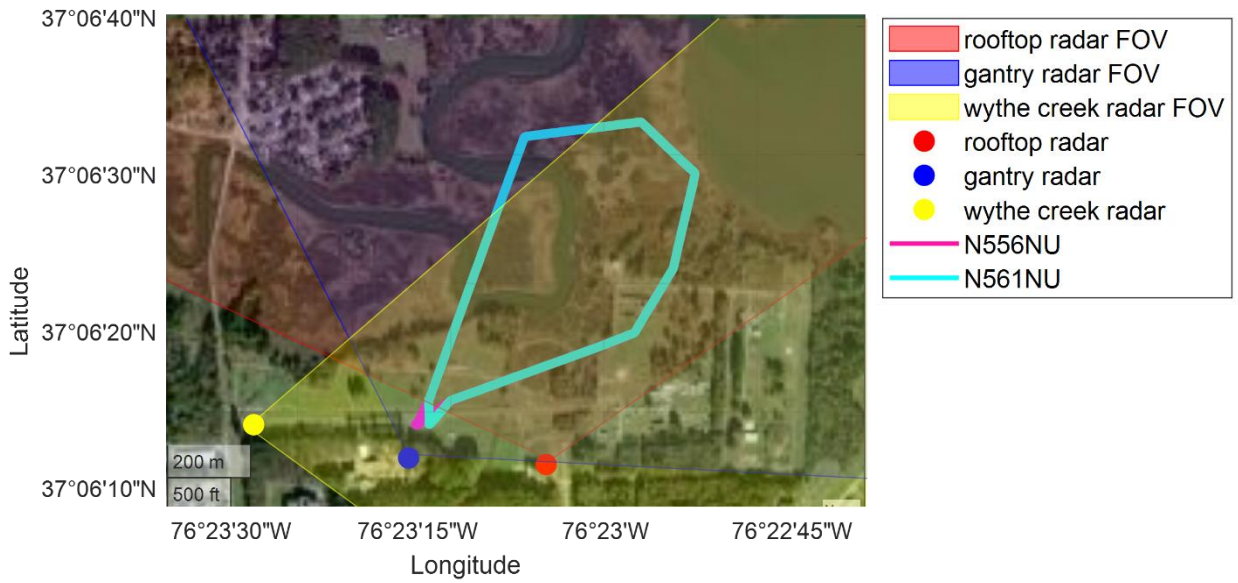 37°06'40"N
37°06'30"N
37°06'20"N
37°06'10"N
Latitude
200 m
500 ft
76°23'30"W
76°23'15"W
76°23'W
76°22'45"W
Longitude
rooftop radar FOV
gantry radar FOV
wythe creek radar FOV
rooftop radar
gantry radar
wythe creek radar
N556NU
N561NU